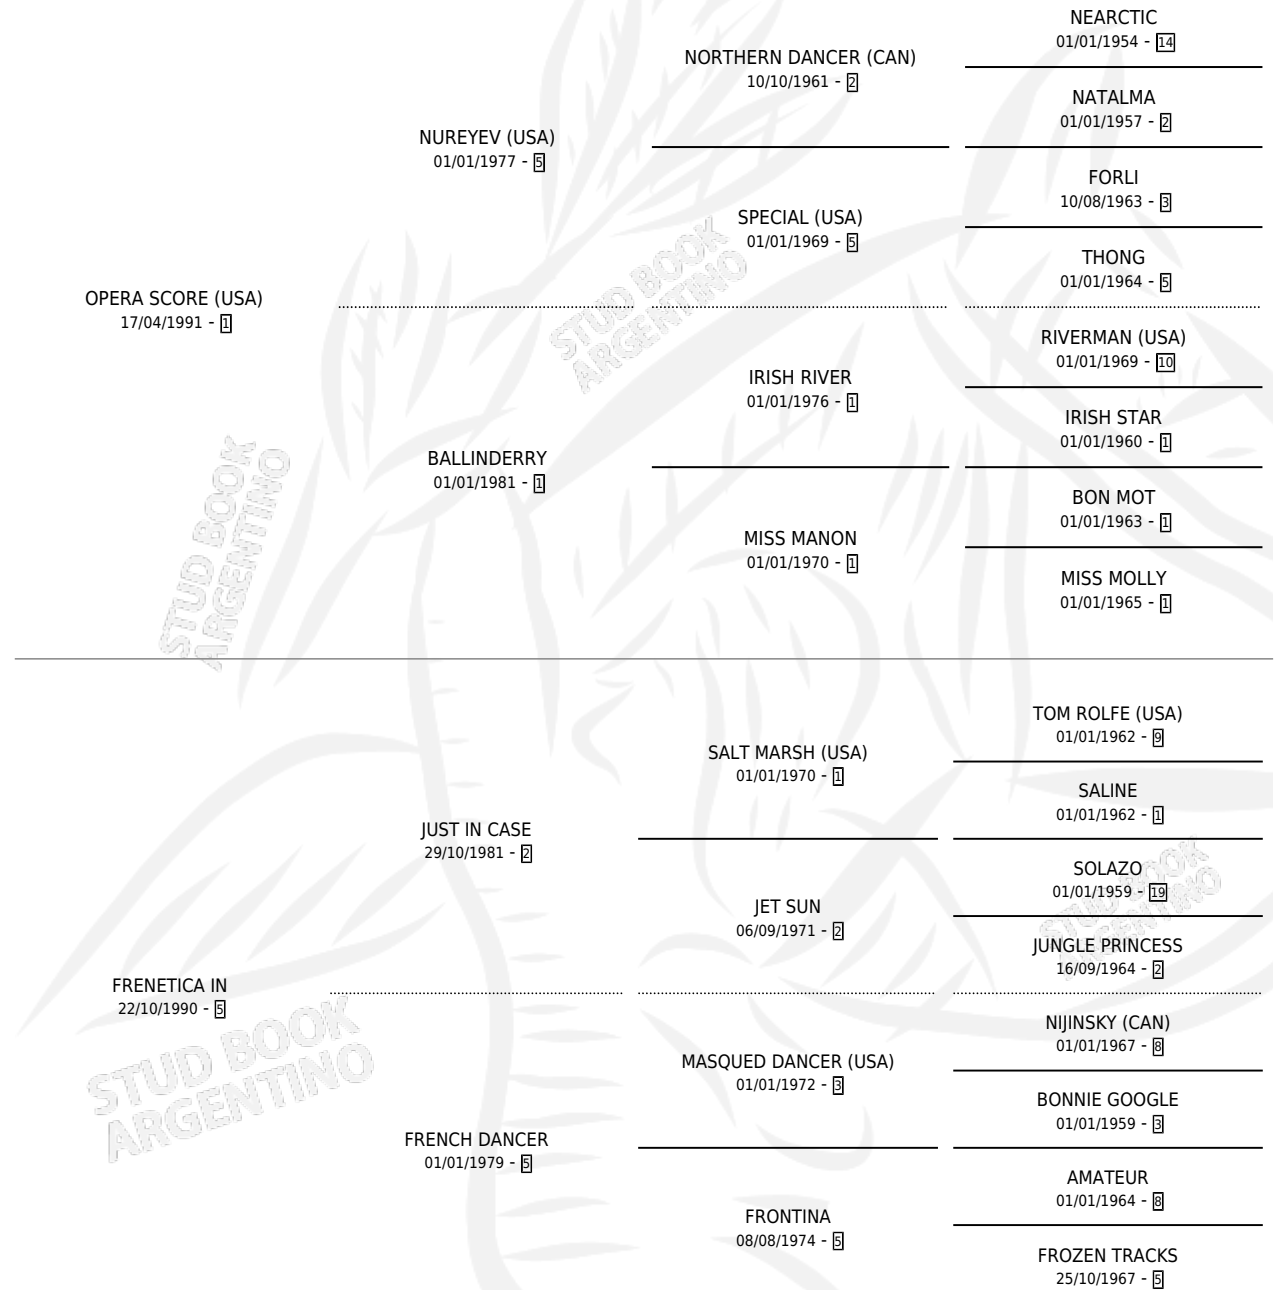 NEARCTIC
01/01/1954 - 14
NORTHERN DANCER (CAN)
10/10/1961 - 2
NATALMA
01/01/1957 - 2
NUREYEV (USA)
01/01/1977 - 5
FORLI
10/08/1963 - 3
SPECIAL (USA)
01/01/1969 - 5
THONG
01/01/1964 - 5
OPERA SCORE (USA)
17/04/1991 - 1
RIVERMAN (USA)
01/01/1969 - 10
IRISH RIVER
01/01/1976 - 1
IRISH STAR
01/01/1960 - 1
BALLINDERRY
01/01/1981 - 1
BON MOT
01/01/1963 - 1
MISS MANON
01/01/1970 - 1
MISS MOLLY
01/01/1965 - 1
STUD BOOK
ARGENTINO
STUD BOOK
ARGENTINO
TOM ROLFE (USA)
01/01/1962 - 9
SALT MARSH (USA)
01/01/1970 - 1
SALINE
01/01/1962 - 1
JUST IN CASE
29/10/1981 - 2
SOLAZO
01/01/1959 - 19
JET SUN
06/09/1971 - 2
JUNGLE PRINCESS
16/09/1964 - 2
FRENETICA IN
22/10/1990 - 5
NIJINSKY (CAN)
01/01/1967 - 8
MASQUED DANCER (USA)
01/01/1972 - 3
BONNIE GOOGLE
01/01/1959 - 3
FRENCH DANCER
01/01/1979 - 5
AMATEUR
01/01/1964 - 8
FRONTINA
08/08/1974 - 5
FROZEN TRACKS
25/10/1967 - 5
STUD BOOK
ARGENTINO
STUD BOOK
ARGENTINO